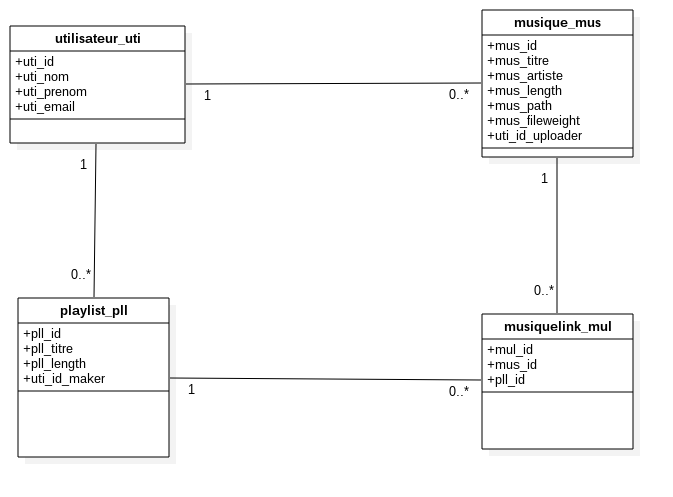 utilisateur_uti
+uti_id
+uti_nom
+uti_prenom
+uti_email
1
0..*
musique_mus
+mus_id
+mus_titre
+mus_artiste
+mus_length
+mus_path
+mus_fileweight
+uti_id_uploader
1
0..*
1
0..*
playlist_pll
+pll_id
+pll_titre
+pll_length
+uti_id_maker
1
0..*
musiquelink_mul
+mul_id
+mus_id
+pll_id